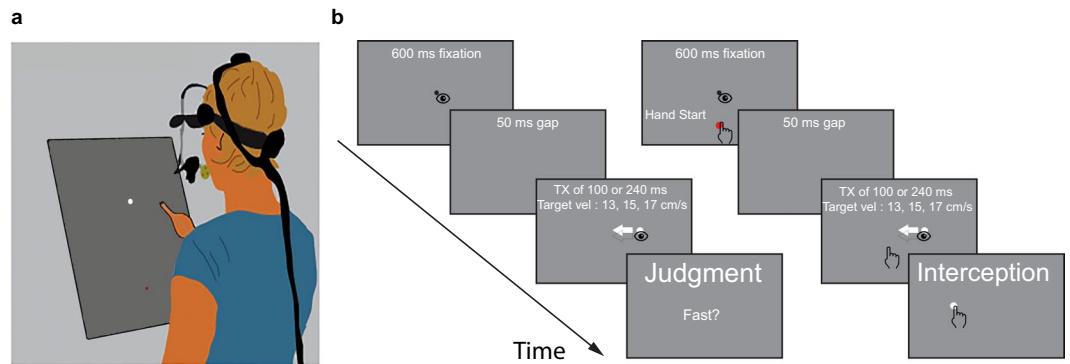 a
b
600 ms fixation
50 ms gap
TX of 100 or 240 ms
Target vel : 13, 15, 17 cm/s
Judgment
Fast?
600 ms fixation
Hand Start
50 ms gap
TX of 100 or 240 ms
Target vel : 13, 15, 17 cm/s
Interception
Time